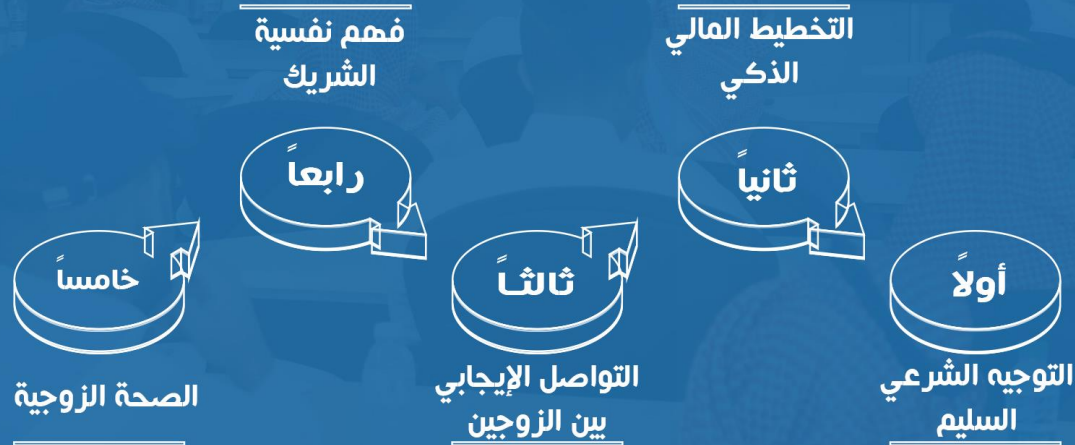 أولاً
التوجيه الشرعي
السليم
ثانياً
التخطيط المالي
الذكي
ثالثاً
التواصل الإيجابي
بين الزوجين
رابعاً
فهم نفسية
الشريك
خامساً
الصحة الزوجية